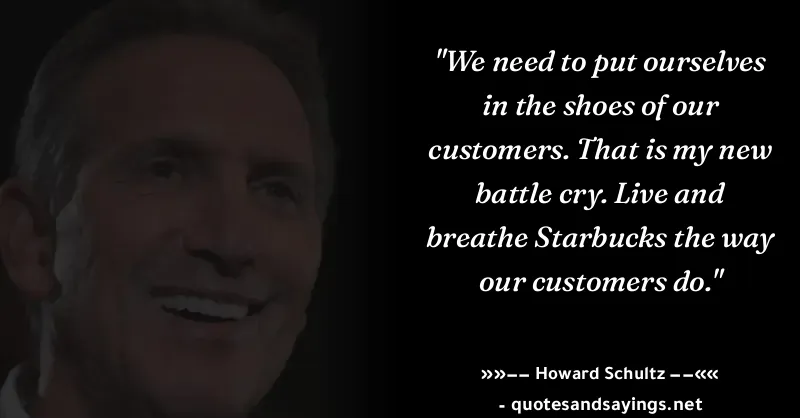 "We need to put ourselves
in the shoes of our
customers. That is my new
battle cry. Live and
breathe Starbucks the way
our customers do."
»»–– Howard Schultz ––««
- quotesandsayings.net